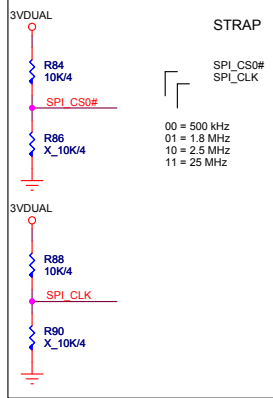 3VDUAL
STRAP
R84
10K/4
SPI_CS0#
SPI_CLK
SPI_CS0#
R86
X_10K/4
00 = 500 kHz
01 = 1.8 MHz
10 = 2.5 MHz
11 = 25 MHz
3VDUAL
R88
10K/4
SPI_CLK
R90
X_10K/4